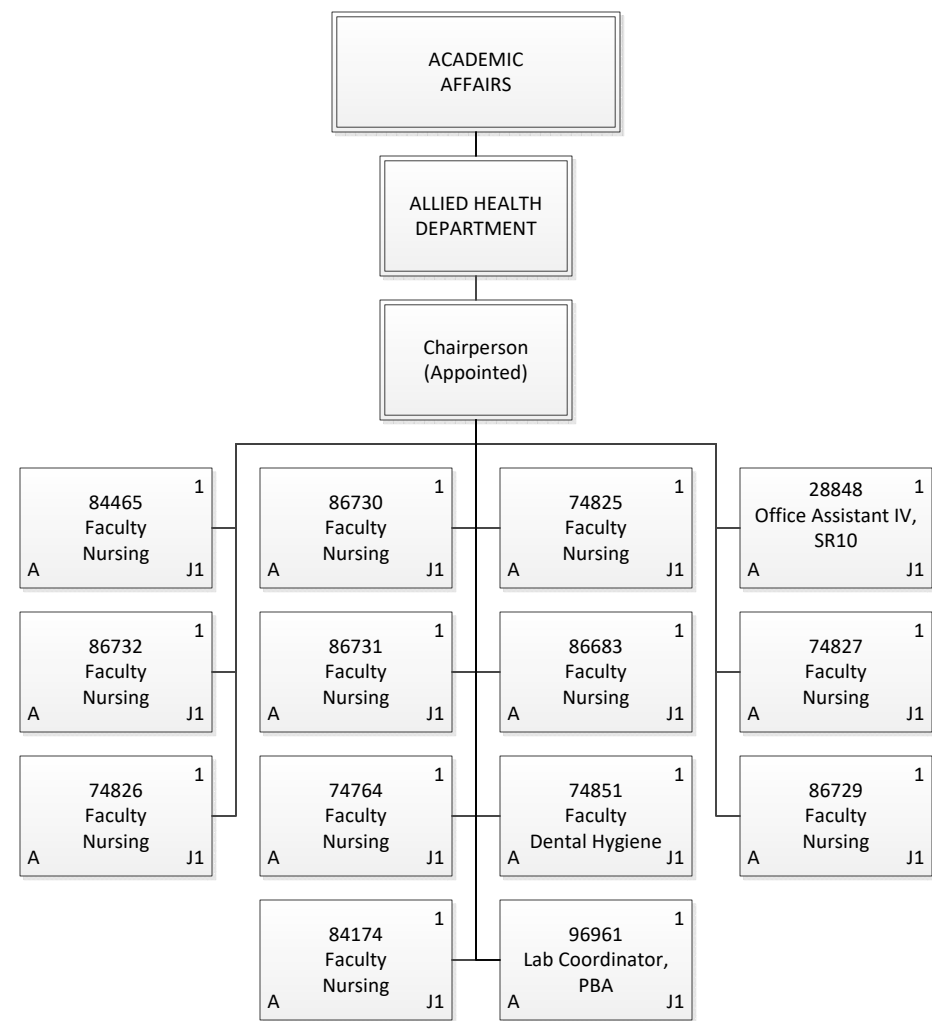 ACADEMIC
AFFAIRS
ALLIED HEALTH
DEPARTMENT
Chairperson
(Appointed)
84465 1
Faculty
Nursing
A J1
86730 1
Faculty
Nursing
A J1
74825 1
Faculty
Nursing
A J1
28848 1
Office Assistant IV,
SR10
A J1
86732 1
Faculty
Nursing
A J1
86731 1
Faculty
Nursing
A J1
86683 1
Faculty
Nursing
A J1
74827 1
Faculty
Nursing
A J1
74826 1
Faculty
Nursing
A J1
74764 1
Faculty
Nursing
A J1
74851 1
Faculty
Dental Hygiene
A J1
86729 1
Faculty
Nursing
A J1
84174 1
Faculty
Nursing
A J1
96961 1
Lab Coordinator,
PBA
A J1